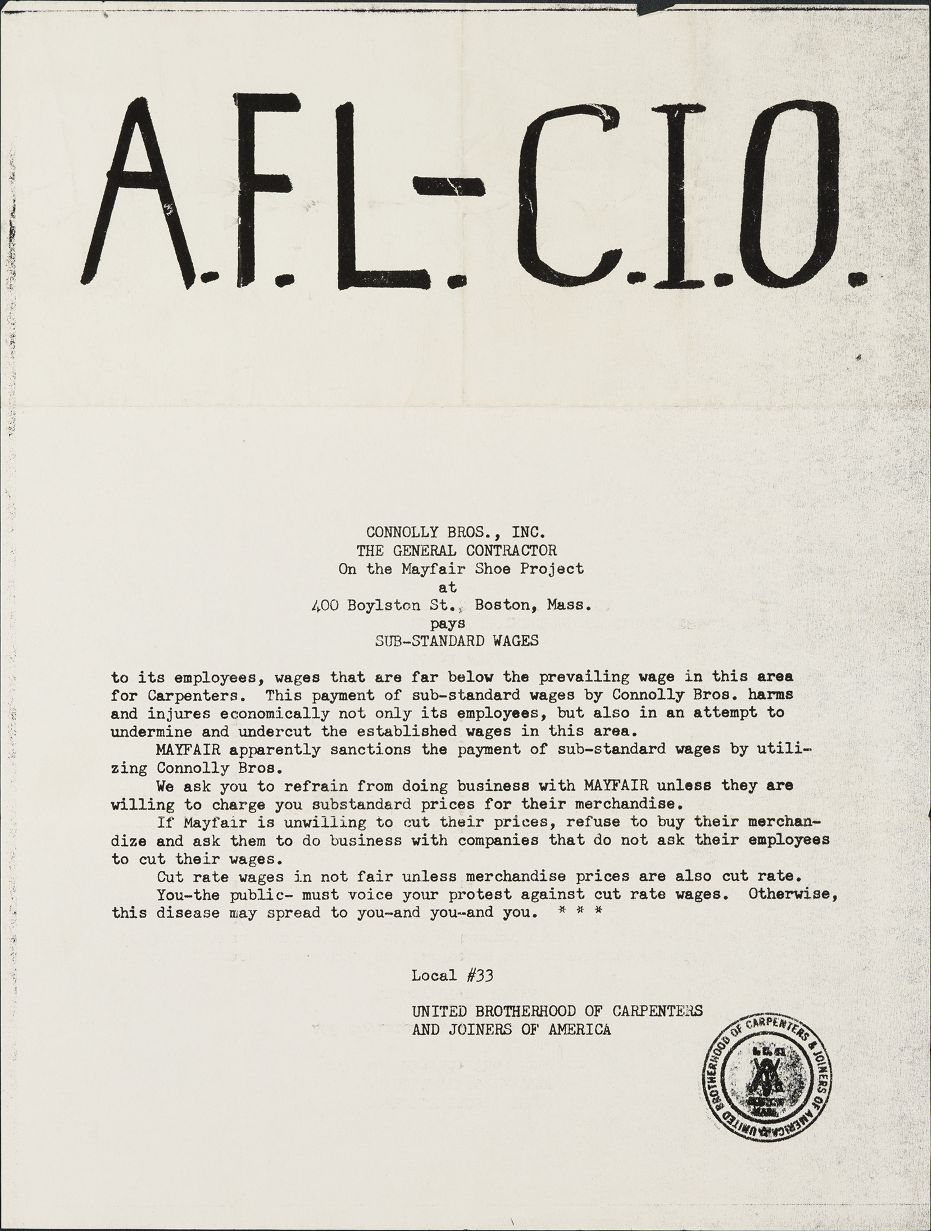 A.F.L-.C.I.O.
CONNOLLY BROS., INC.
THE GENERAL CONTRACTOR
On the Mayfair Shoe Project
at
400 Boylston St., Boston, Mass.
pays
SUB-STANDARD WAGES
to its employees, wages that are far below the prevailing wage in this area
for Carpenters. This payment of sub-standard wages by Connolly Bros. harms
and injures economically not only its employees, but also in an attempt to
undermine and undercut the established wages in this area.
MAYFAIR apparently sanctions the payment of sub-standard wages by utili-
zing Connolly Bros.
We ask you to refrain from doing business with MAYFAIR unless they are
willing to charge you substandard prices for their merchandise.
If Mayfair is unwilling to cut their prices, refuse to buy their merchan-
dize and ask them to do business with companies that do not ask their employees
to cut their wages.
Cut rate wages in not fair unless merchandise prices are also cut rate.
You-the public- must voice your protest against cut rate wages. Otherwise,
this disease may spread to you-and you--and you. * * *
Local #33
UNITED BROTHERHOOD OF CARPENTERS
AND JOINERS OF AMERICA
UNITED BROTHERHOOD OF CARPENTERS & JOINERS OF AMERICA